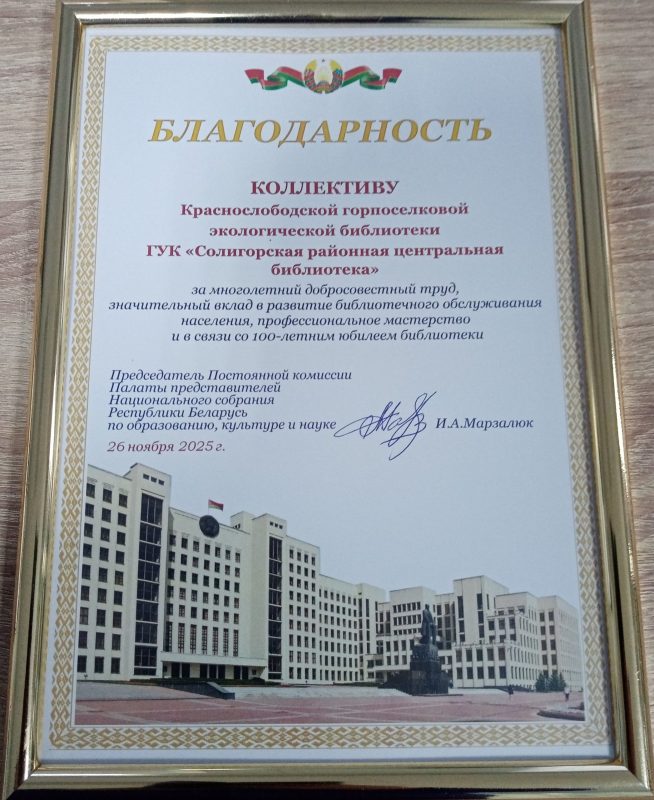 БЛАГОДАРНОСТЬ
КОЛЛЕКТИВУ
Краснослободской горпоселковой
экологической библиотеки
ГУК «Солигорская районная центральная
библиотека»
за многолетний добросовестный труд,
значительный вклад в развитие библиотечного обслуживания
населения, профессиональное мастерство
и в связи со 100-летним юбилеем библиотеки
Председатель Постоянной комиссии
Палаты представителей
Национального собрания
Республики Беларусь
по образованию, культуре и науке И.А.Марзалюк
26 ноября 2025 г.